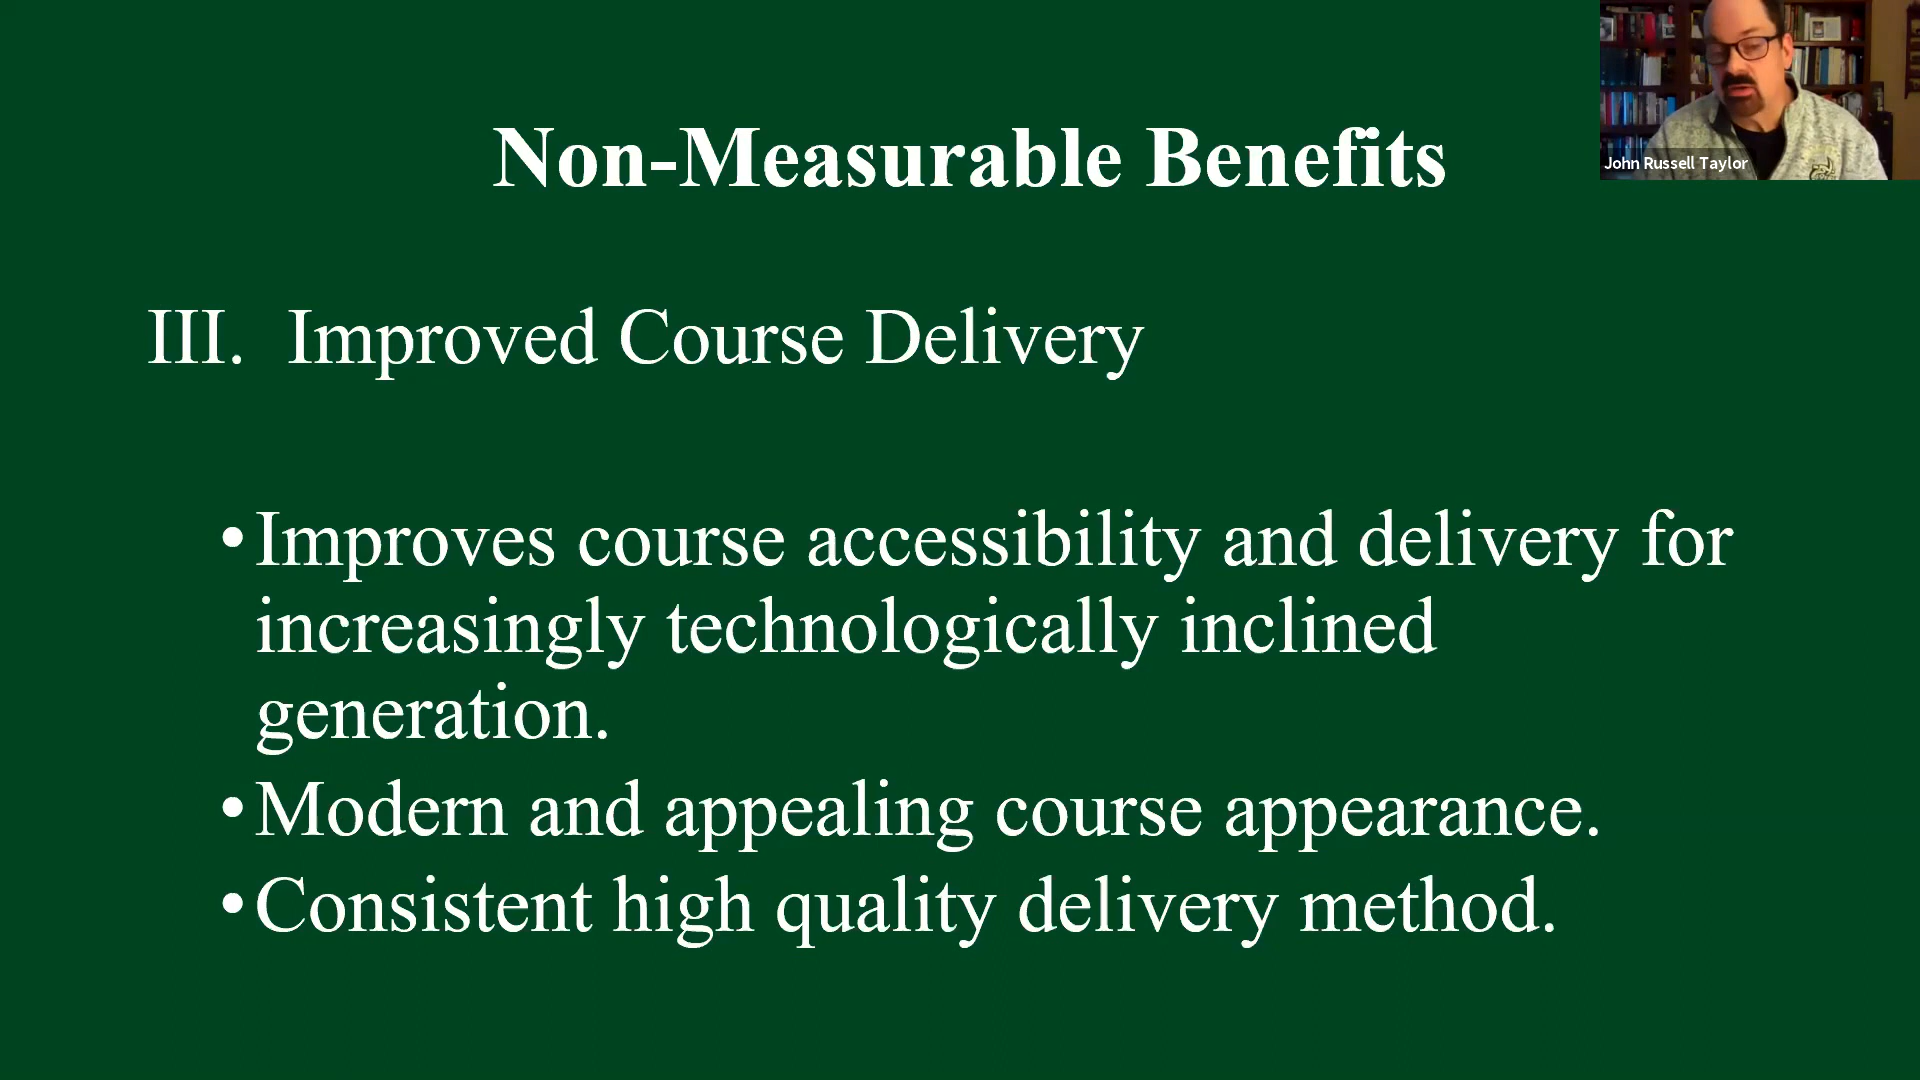 Non-Measurable Benefits
John Russell Taylor
III. Improved Course Delivery
•Improves course accessibility and delivery for
increasingly technologically inclined
generation.
•Modern and appealing course appearance.
•Consistent high quality delivery method.